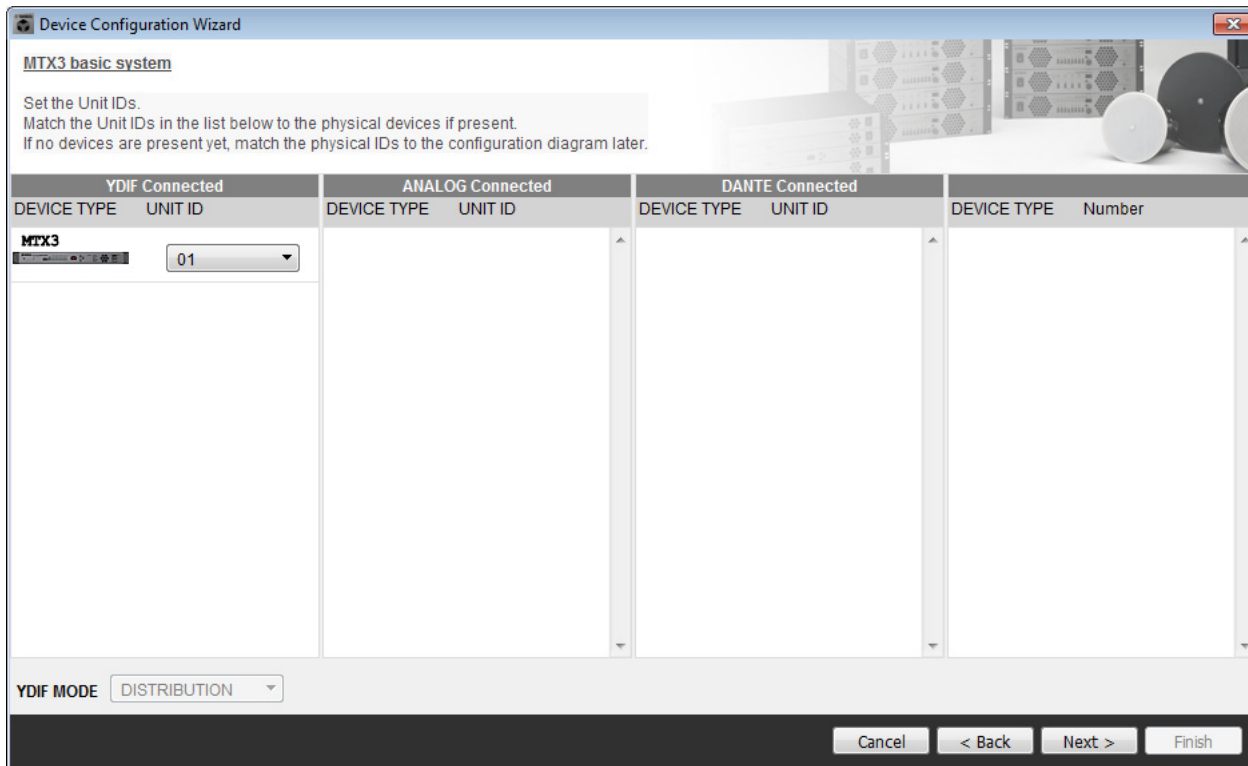 Device Configuration Wizard
MTX3 basic system
Set the Unit IDs.
Match the Unit IDs in the list below to the physical devices if present.
If no devices are present yet, match the physical IDs to the configuration diagram later.
YDIF Connected
DEVICE TYPE UNIT ID
MTX3
01
ANALOG Connected
DEVICE TYPE UNIT ID
DANTE Connected
DEVICE TYPE UNIT ID
DEVICE TYPE Number
YDIF MODE DISTRIBUTION
Cancel < Back Next > Finish